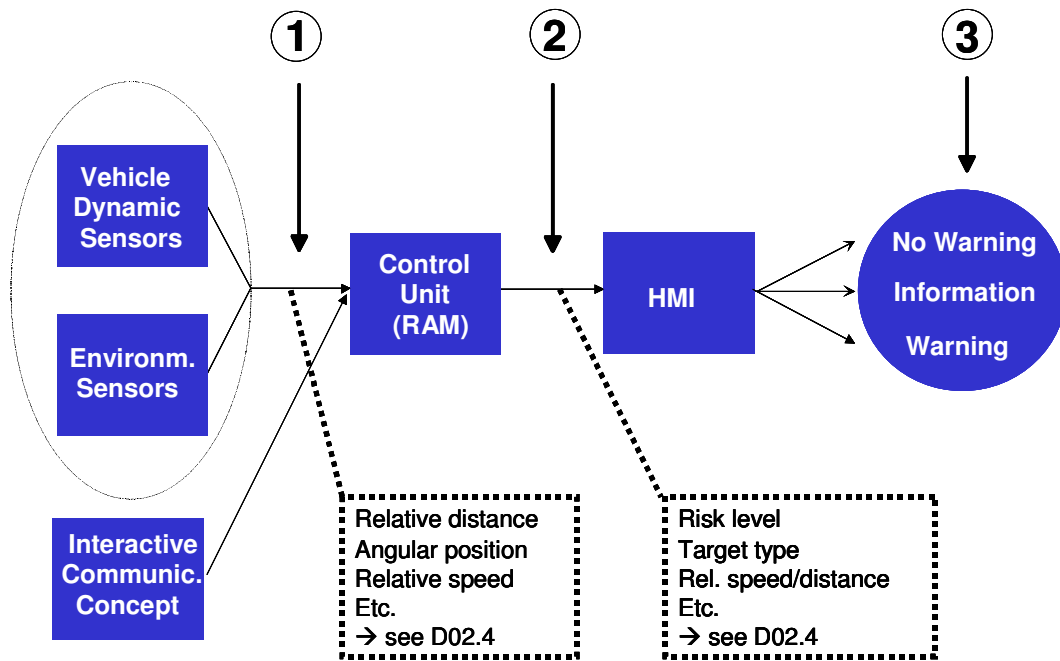 1
2
3
Vehicle
Dynamic
Sensors
Environm.
Sensors
Interactive
Communic.
Concept
Control
Unit
(RAM)
HMI
No Warning
Information
Warning
Relative distance
Angular position
Relative speed
Etc.
→ see D02.4
Risk level
Target type
Rel. speed/distance
Etc.
→ see D02.4